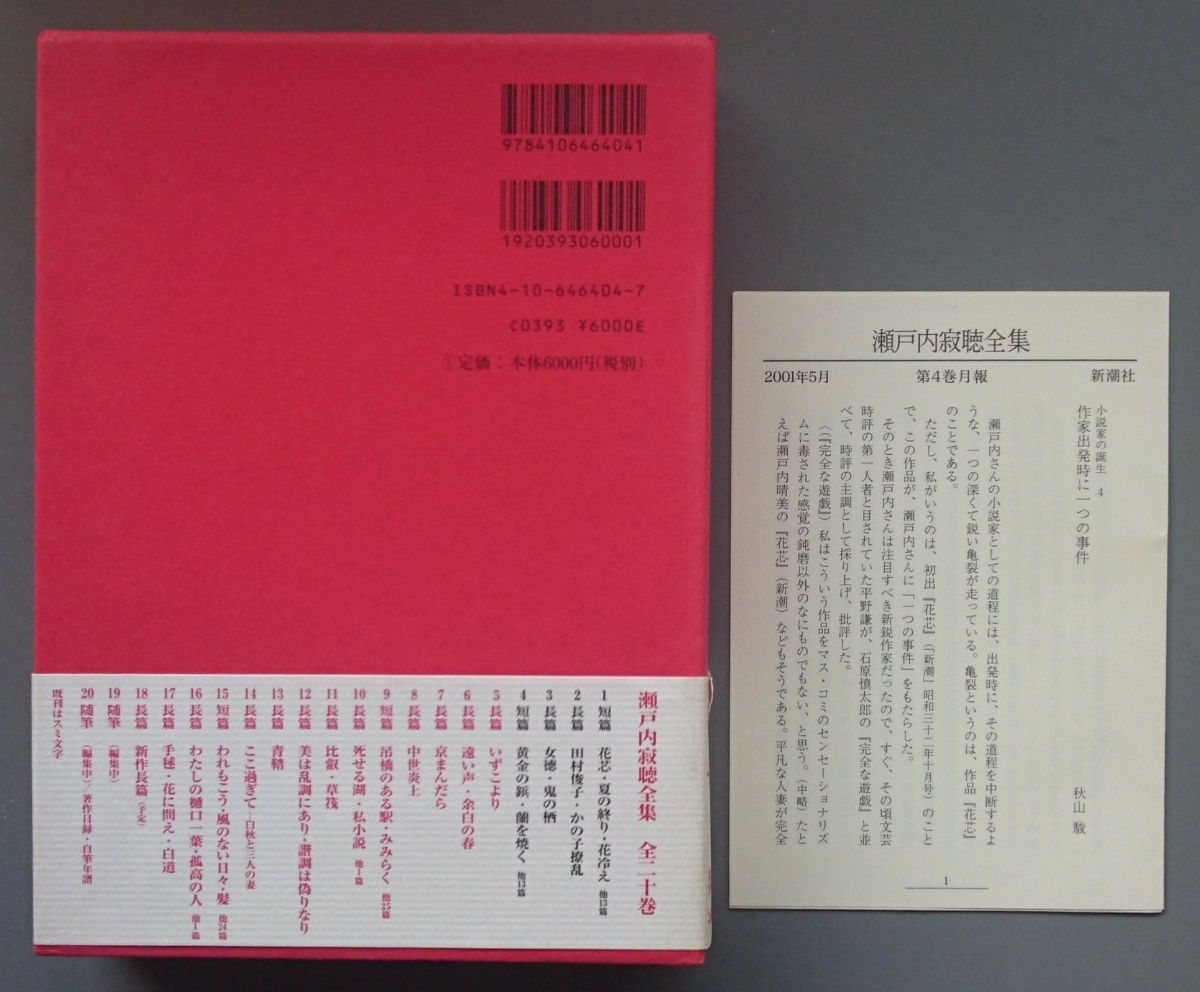 9784106464041
1920393060001
ISBN4-10-646404-7
C0393 ¥6000E
定価：本体6000円(税別)
瀬戸内寂聴全集　全二十巻
1 短篇 花芯・夏の終り・花冷え 他13篇
2 長篇 田村俊子・かの子撩乱
3 長篇 女徳・鬼の栖
4 短篇 黄金の鋲・蘭を焼く 他13篇
5 長篇 いずこより
6 長篇 遠い声・余白の春
7 長篇 京まんだら
8 長篇 中世炎上
9 短篇 吊橋のある駅・みみらく 他25篇
10 長篇 死せる湖・私小説 他1篇
11 長篇 比叡・草筏
12 長篇 美は乱調にあり・諧調は偽りなり
13 長篇 青鞜
14 長篇 ここ過ぎて―白秋と三人の妻
15 短篇 われもこう・風のない日々・髪 他24篇
16 長篇 わたしの樋口一葉・孤高の人 他1篇
17 長篇 手毬・花に問え・白道
18 長篇 新作長篇（予定）
19 随筆 （編集中）
20 随筆 （編集中）／著作目録・自筆年譜
既刊はスミ文字
瀬戸内寂聴全集
2001年5月　第4巻月報　新潮社
小説家の誕生　4
作家出発時に一つの事件
秋山　駿
瀬戸内さんの小説家としての道程には、出発時に、その道程を中断するよ
うな、一つの深くて鋭い亀裂が走っている。亀裂というのは、作品『花芯』
のことである。
ただし、私がいうのは、初出『花芯』（「新潮」昭和三十二年十月号）のこと
で、この作品が、瀬戸内さんに「一つの事件」をもたらした。
そのとき瀬戸内さんは注目すべき新鋭作家だったので、すぐ、その頃文芸
時評の第一人者と目されていた平野謙が、石原慎太郎の『完全な遊戯』と並
べて、時評の主調として採り上げ、批評した。
（『完全な遊戯』）私はこういう作品をマス・コミのセンセーショナリズ
ムに毒された感覚の鈍磨以外のなにものでもない、と思う。（中略）たと
えば瀬戸内晴美の『花芯』（新潮）などもそうである。平凡な人妻が完全
1